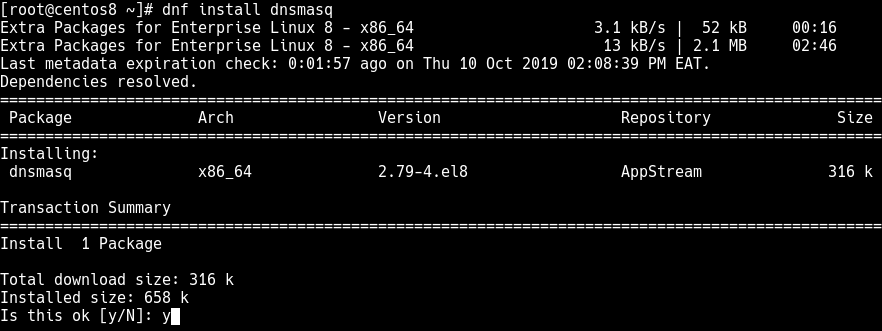 [root@centos8 ~]# dnf install dnsmasq
Extra Packages for Enterprise Linux 8 - x86_64                    3.1 kB/s |  52 kB     00:16
Extra Packages for Enterprise Linux 8 - x86_64                     13 kB/s | 2.1 MB     02:46
Last metadata expiration check: 0:01:57 ago on Thu 10 Oct 2019 02:08:39 PM EAT.
Dependencies resolved.
==================================================================================================
 Package              Arch                Version                    Repository              Size
==================================================================================================
Installing:
 dnsmasq              x86_64              2.79-4.el8                 AppStream              316 k

Transaction Summary
==================================================================================================
Install  1 Package

Total download size: 316 k
Installed size: 658 k
Is this ok [y/N]: y